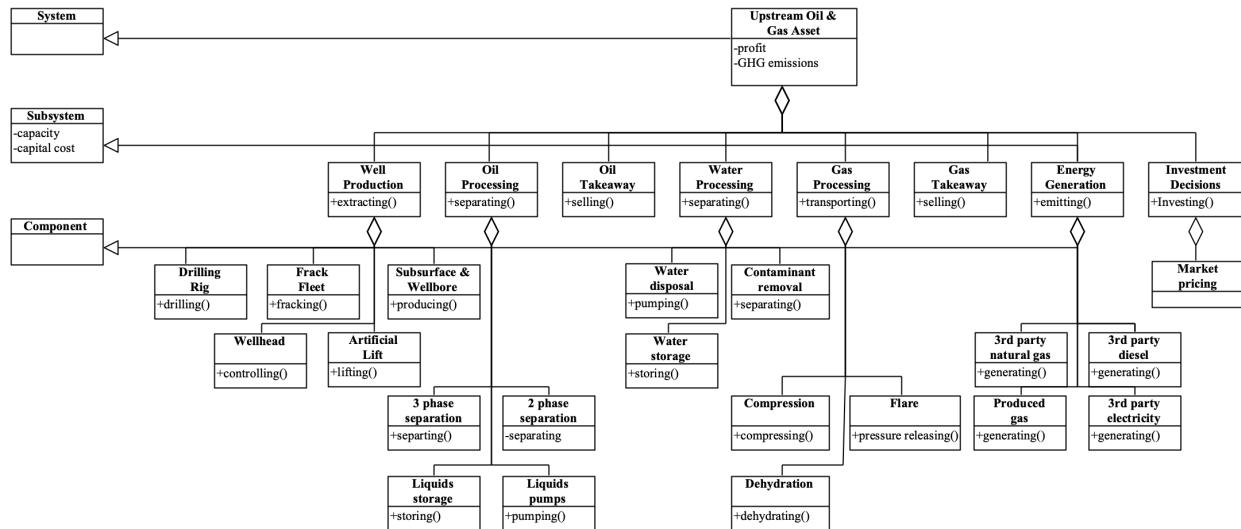 System
Upstream Oil &
Gas Asset
-profit
-GHG emissions
Subsystem
-capacity
-capital cost
Well
Production
+extracting()
Oil
Processing
+separating()
Oil
Takeaway
+selling()
Water
Processing
+separating()
Gas
Processing
+transporting()
Gas
Takeaway
+selling()
Energy
Generation
+emitting()
Investment
Decisions
+Investing()
Component
Drilling
Rig
+drilling()
Frack
Fleet
+fracking()
Subsurface &
Wellbore
+producing()
Water
disposal
+pumping()
Contaminant
removal
+separating()
Market
pricing
Wellhead
+controlling()
Artificial
Lift
+lifting()
Water
storage
+storing()
3rd party
natural gas
+generating()
3rd party
diesel
+generating()
3 phase
separation
+separting()
2 phase
separation
-separating
Compression
+compressing()
Flare
+pressure releasing()
Produced
gas
+generating()
3rd party
electricity
+generating()
Liquids
storage
+storing()
Liquids
pumps
+pumping()
Dehydration
+dehydrating()